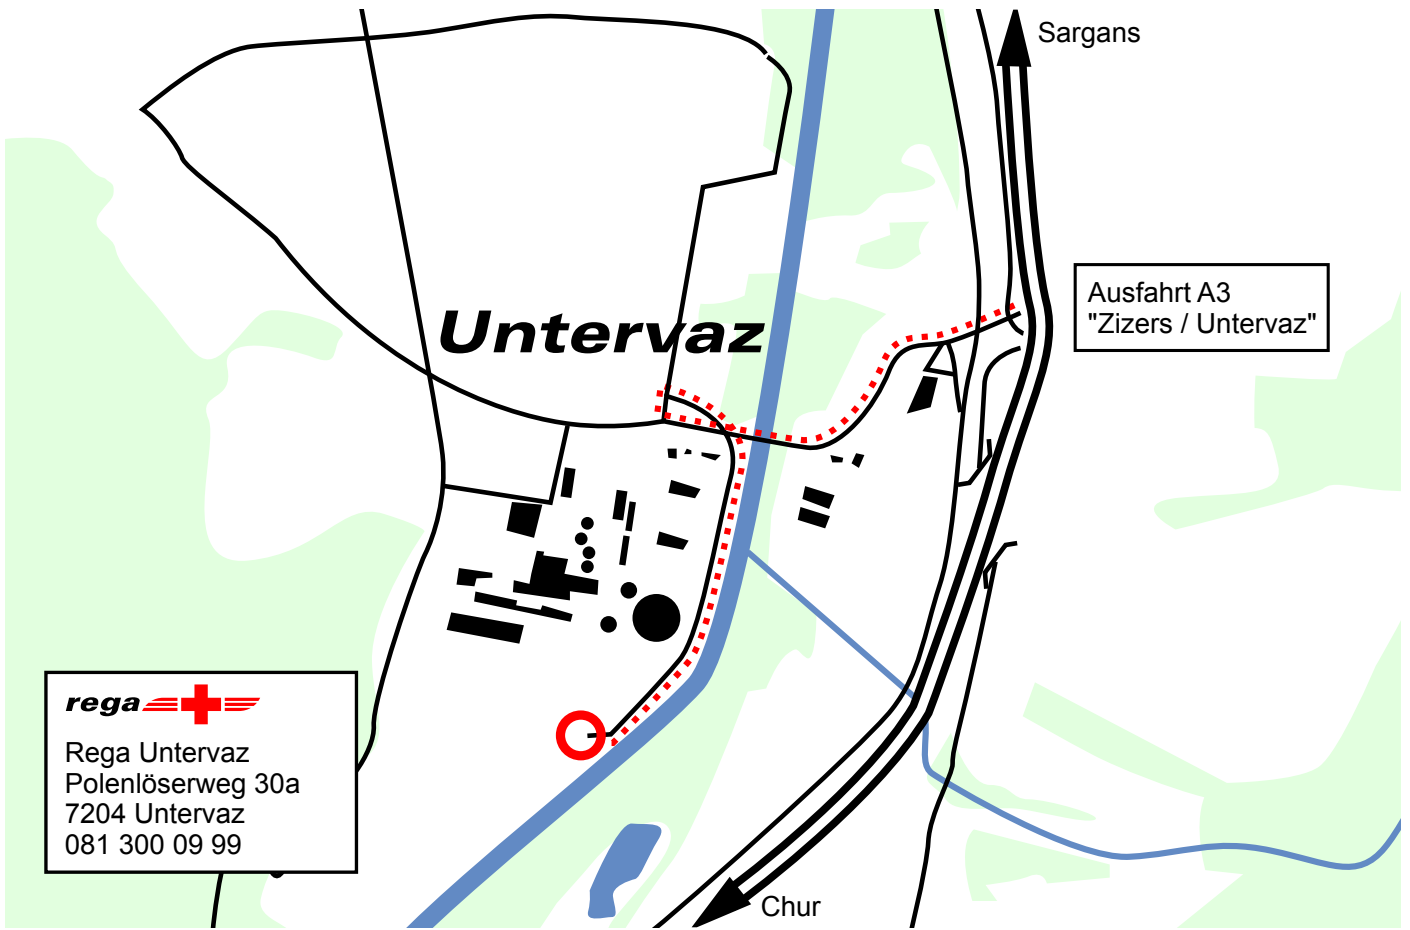 Sargans
Ausfahrt A3
"Zizers / Untervaz"
Untervaz
rega
Rega Untervaz
Polenlöserweg 30a
7204 Untervaz
081 300 09 99
Chur